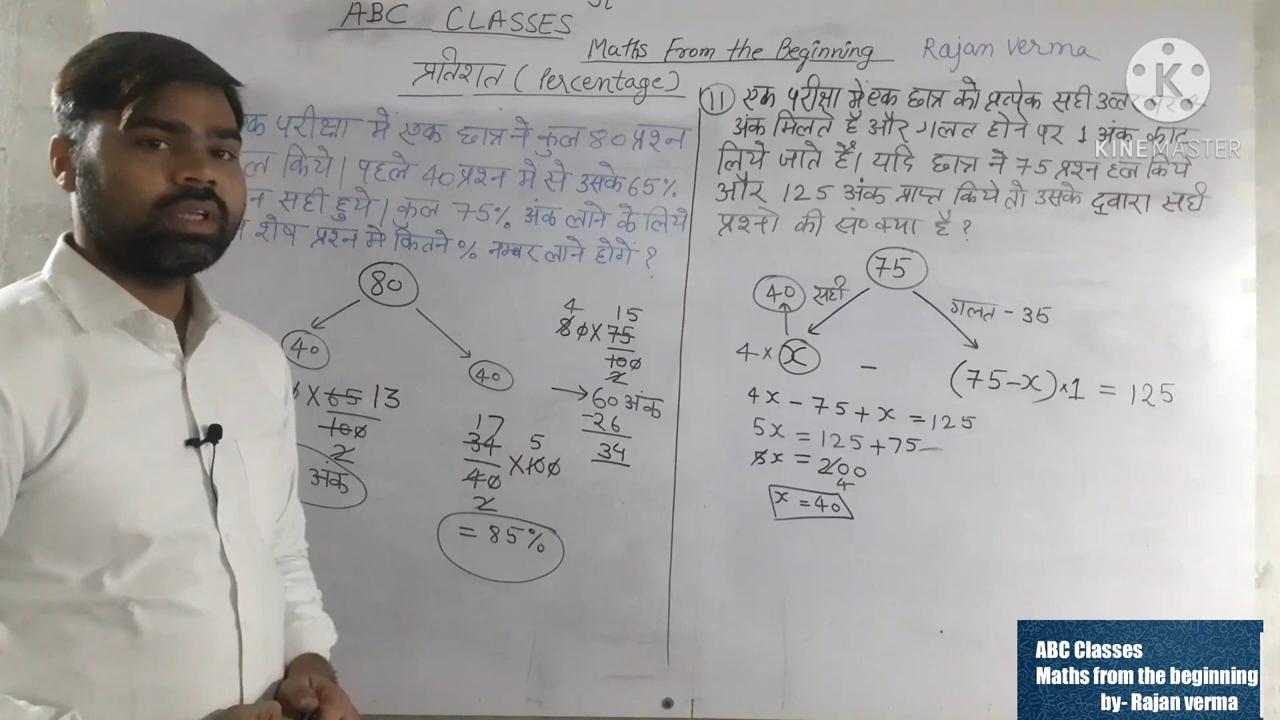 ABC CLASSES
Maths From the Beginning Rajan verma
प्रतिशत ( Percentage )
परीक्षा में एक छात्र ने कुल 80 प्रश्न
किये। पहले 40 प्रश्न में से उसके 65%
सही हुये। कुल 75% अंक लाने के लिये
शेष प्रश्न में कितने % नम्बर लाने होगें ?
80
40
40
× 65 13
100
2
अंक
17
34 5
40 × 100
2
= 85%
4 15
80 × 75
100
2
→ 60 अंक
- 26
34
11 एक परीक्षा में एक छात्र को प्रत्येक सही उत्तर
अंक मिलते है और गलत होने पर 1 अंक काट
लिये जाते हैं। यदि छात्र ने 75 प्रश्न हल किये
और 125 अंक प्राप्त किये तो उसके दुवारा सही
प्रश्नो की सं० क्या है ?
75
40 सही
गलत - 35
4 × x - (75-x)×1 = 125
4x - 75 + x = 125
5x = 125 + 75
5x = 200
4
x = 40
K
KINEMASTER
ABC Classes
Maths from the beginning
by- Rajan verma